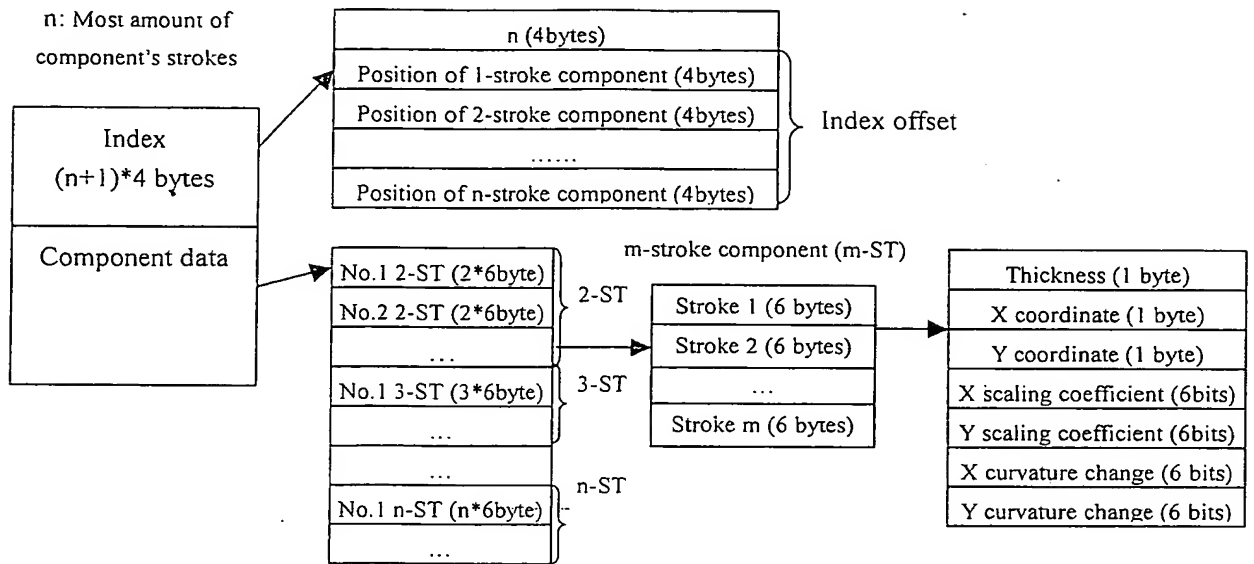 n: Most amount of
component's strokes
Index
(n+1)*4 bytes
Component data
n (4bytes)
Position of 1-stroke component (4bytes)
Position of 2-stroke component (4bytes)
......
Position of n-stroke component (4bytes)
Index offset
No.1 2-ST (2*6byte)
No.2 2-ST (2*6byte)
...
No.1 3-ST (3*6byte)
...
...
No.1 n-ST (n*6byte)
...
2-ST
3-ST
n-ST
m-stroke component (m-ST)
Stroke 1 (6 bytes)
Stroke 2 (6 bytes)
...
Stroke m (6 bytes)
Thickness (1 byte)
X coordinate (1 byte)
Y coordinate (1 byte)
X scaling coefficient (6bits)
Y scaling coefficient (6bits)
X curvature change (6 bits)
Y curvature change (6 bits)